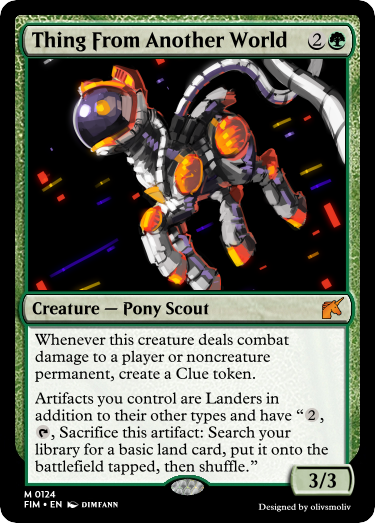 Thing From Another World 2
Creature — Pony Scout
Whenever this creature deals combat
damage to a player or noncreature
permanent, create a Clue token.
Artifacts you control are Landers in
addition to their other types and have “2,
, Sacrifice this artifact: Search your
library for a basic land card, put it onto the
battlefield tapped, then shuffle.”
3/3
M 0124
FIM • EN DIMFANN
Designed by olivsmoliv